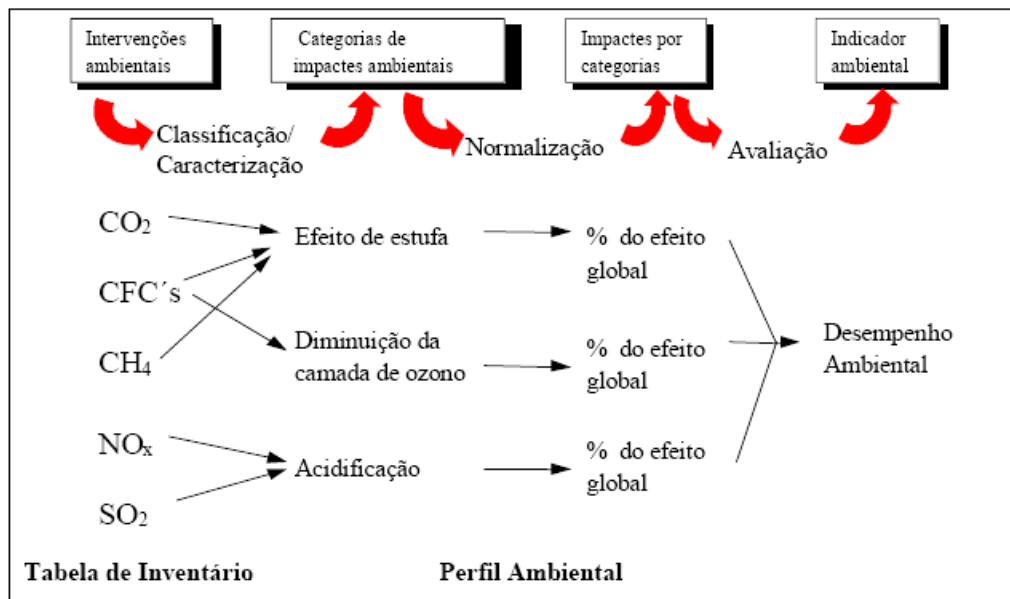 Intervenções
ambientais
Categorias de
impactes ambientais
Impactes por
categorias
Indicador
ambiental
Classificação/
Caracterização
Normalização
Avaliação
CO₂
Efeito de estufa
% do efeito
global
CFC´s
CH₄
Diminuição da
camada de ozono
% do efeito
global
Desempenho
Ambiental
NOₓ
Acidificação
% do efeito
global
SO₂
Tabela de Inventário
Perfil Ambiental